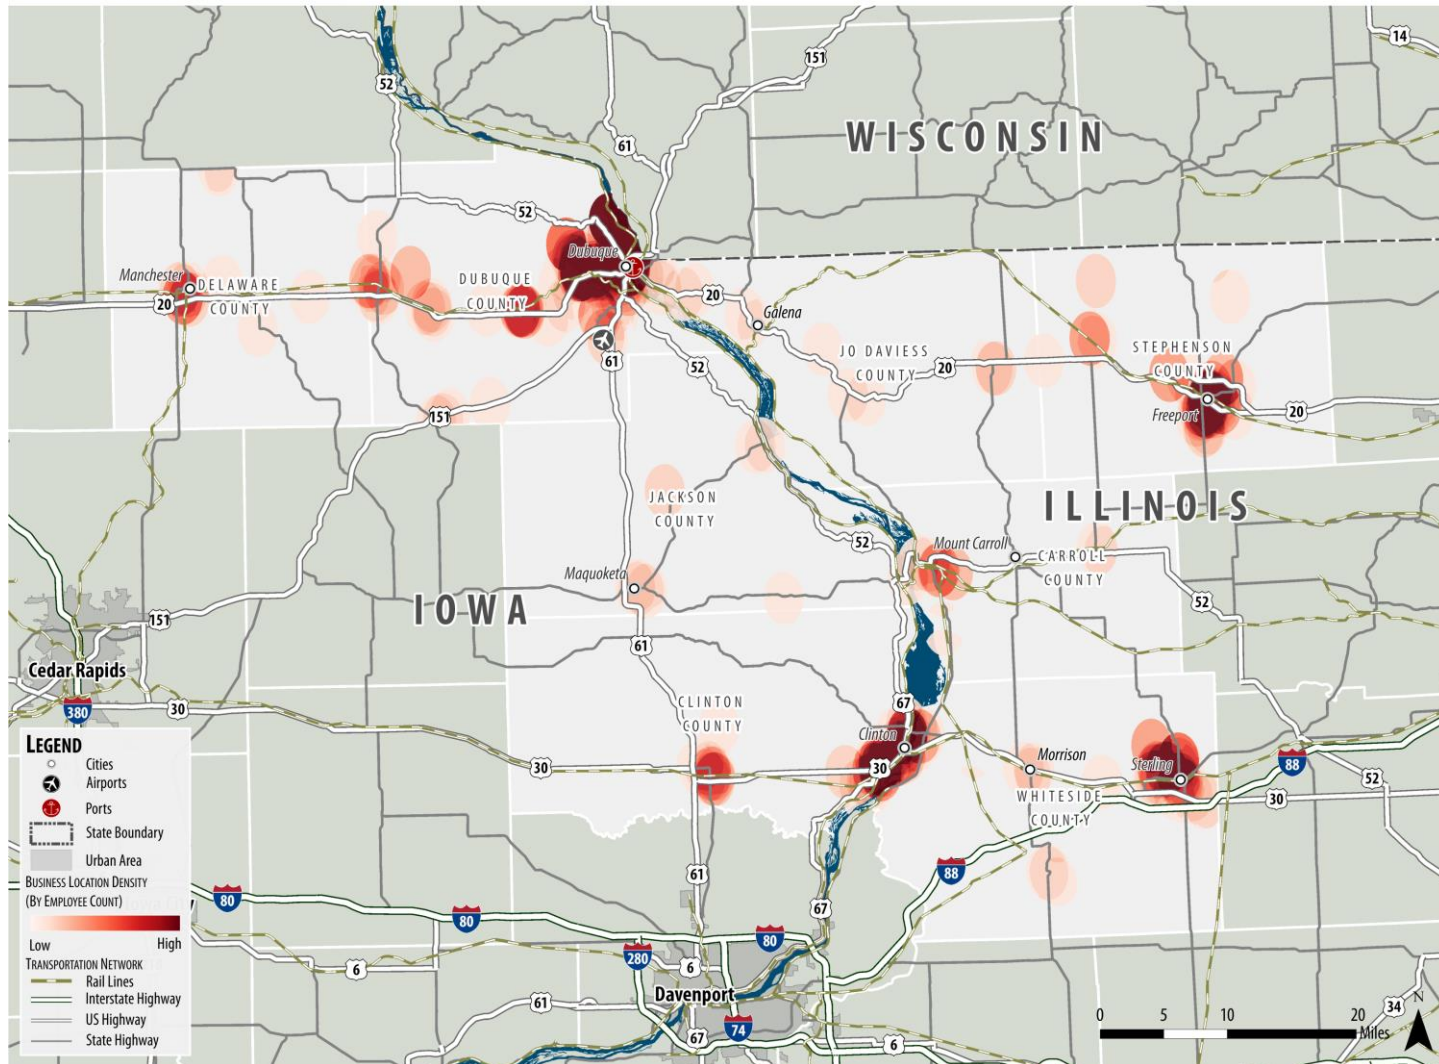 14
151
52
61
WISCONSIN
52
Dubuque
Manchester
DELAWARE
COUNTY
DUBUQUE
COUNTY
20
20
Galena
61
52
JO DAVIESS
COUNTY
20
STEPHENSON
COUNTY
Freeport
20
151
JACKSON
COUNTY
ILLINOIS
52
Mount Carroll
CARROLL
COUNTY
Maquoketa
IOWA
151
52
61
Cedar Rapids
380
30
CLINTON
COUNTY
67
Clinton
30
30
Morrison
Sterling
WHITESIDE
COUNTY
88
52
30
LEGEND
Cities
Airports
Ports
State Boundary
Urban Area
BUSINESS LOCATION DENSITY
(BY EMPLOYEE COUNT)
Low
High
TRANSPORTATION NETWORK
Rail Lines
Interstate Highway
US Highway
State Highway
61
88
80
80
67
80
280
6
6
61
Davenport
74
67
6
34
N
0 5 10 20
Miles